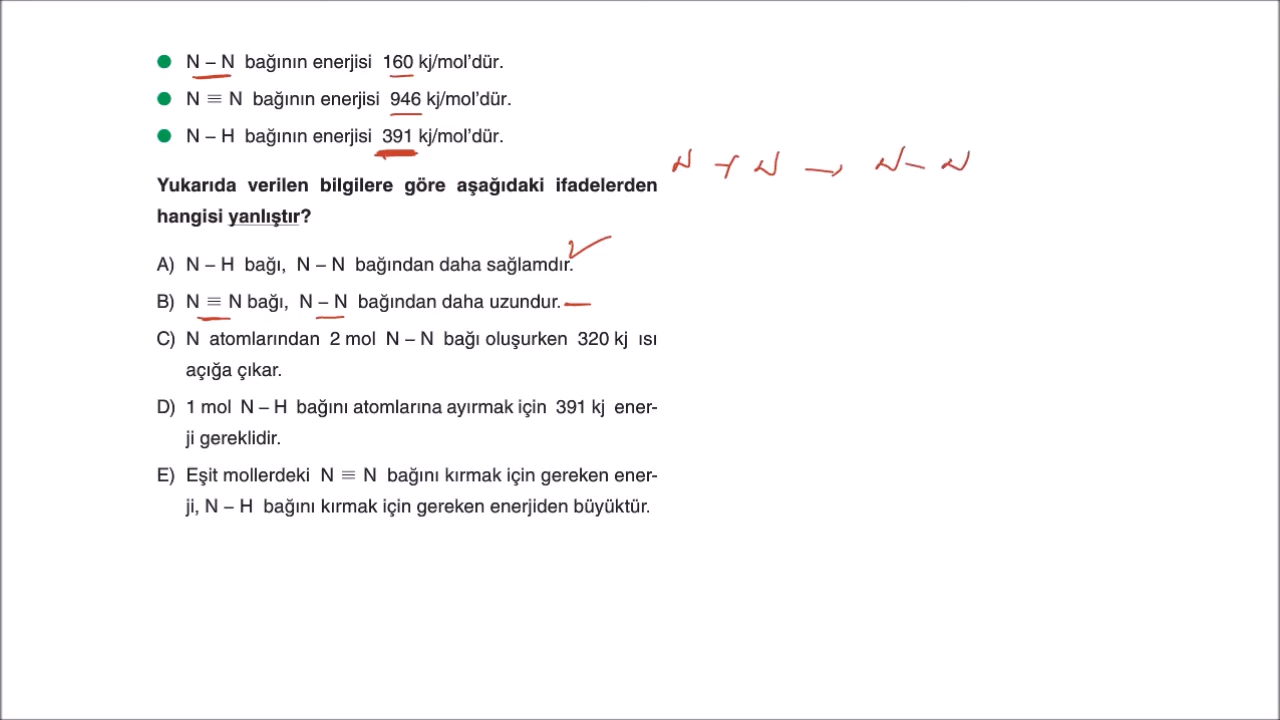 N – N bağının enerjisi 160 kj/mol'dür.
N ≡ N bağının enerjisi 946 kj/mol'dür.
N – H bağının enerjisi 391 kj/mol'dür.
N + N → N – N
Yukarıda verilen bilgilere göre aşağıdaki ifadelerden
hangisi yanlıştır?
A) N – H bağı, N – N bağından daha sağlamdır.
B) N ≡ N bağı, N – N bağından daha uzundur.
C) N atomlarından 2 mol N – N bağı oluşurken 320 kj ısı
açığa çıkar.
D) 1 mol N – H bağını atomlarına ayırmak için 391 kj ener-
ji gereklidir.
E) Eşit mollerdeki N ≡ N bağını kırmak için gereken ener-
ji, N – H bağını kırmak için gereken enerjiden büyüktür.